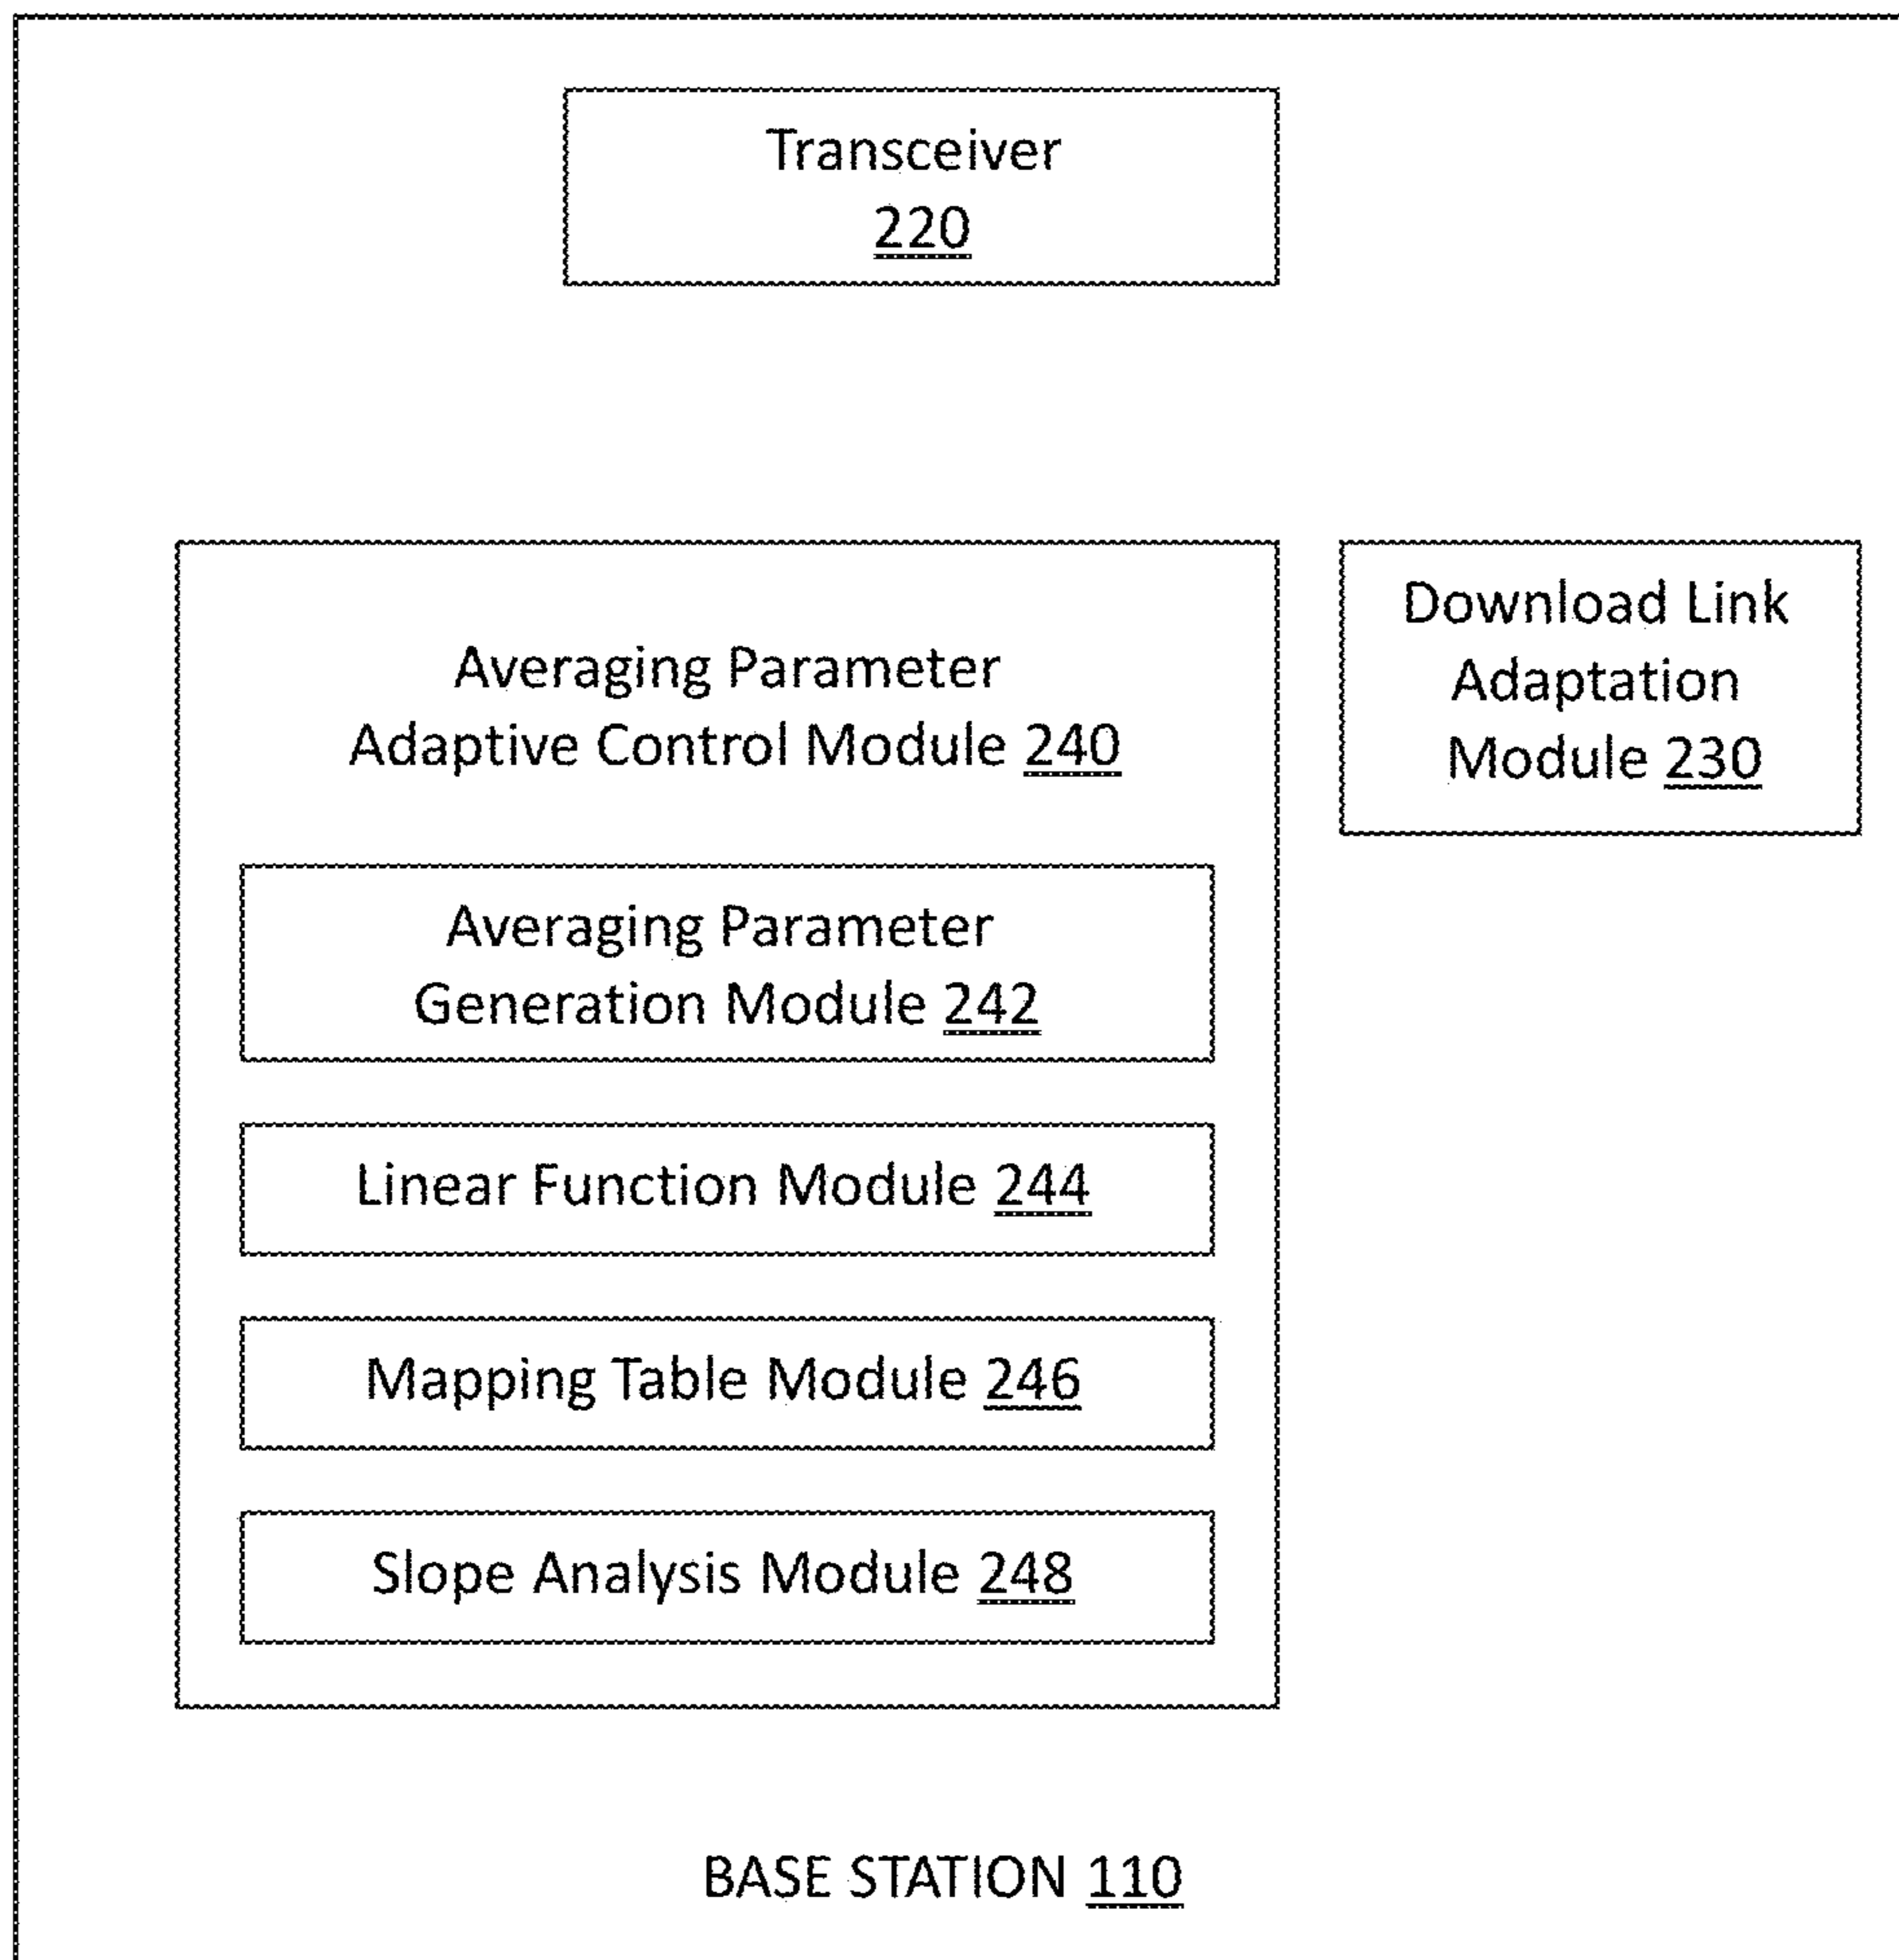 Transceiver
220
Averaging Parameter
Adaptive Control Module 240
Download Link
Adaptation
Module 230
Averaging Parameter
Generation Module 242
Linear Function Module 244
Mapping Table Module 246
Slope Analysis Module 248
BASE STATION 110